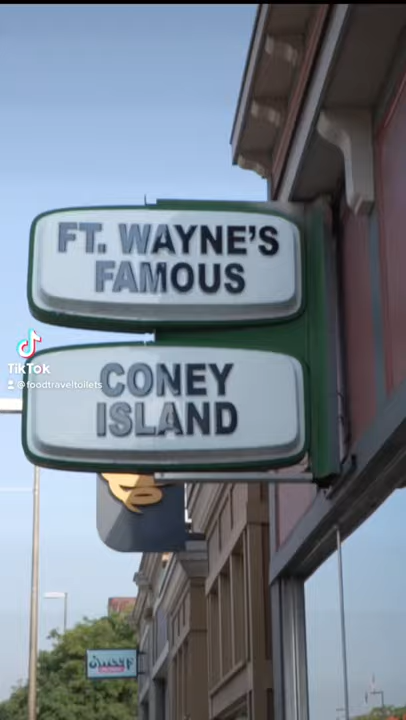 FT. WAYNE'S
FAMOUS
CONEY
ISLAND
TikTok
@foodtraveltoilets